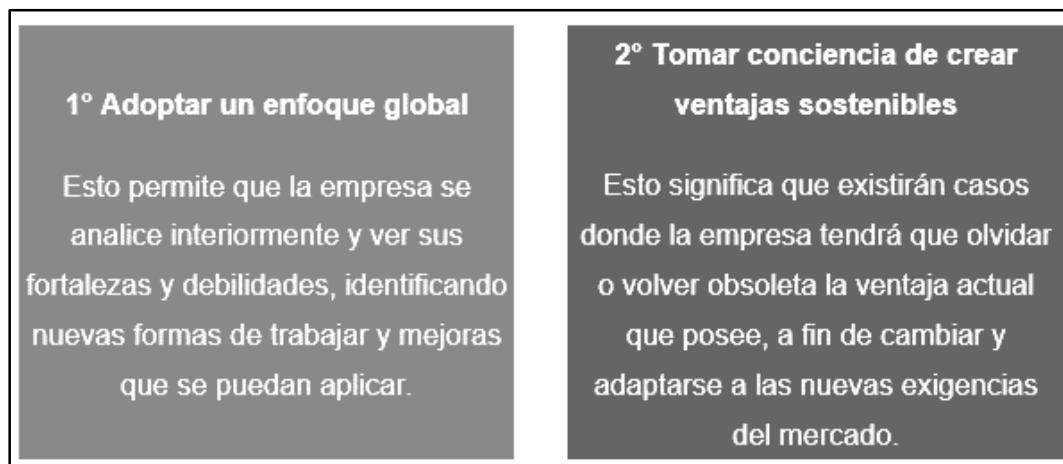 1° Adoptar un enfoque global
Esto permite que la empresa se
analice interiormente y ver sus
fortalezas y debilidades, identificando
nuevas formas de trabajar y mejoras
que se puedan aplicar.
2° Tomar conciencia de crear
ventajas sostenibles
Esto significa que existirán casos
donde la empresa tendrá que olvidar
o volver obsoleta la ventaja actual
que posee, a fin de cambiar y
adaptarse a las nuevas exigencias
del mercado.